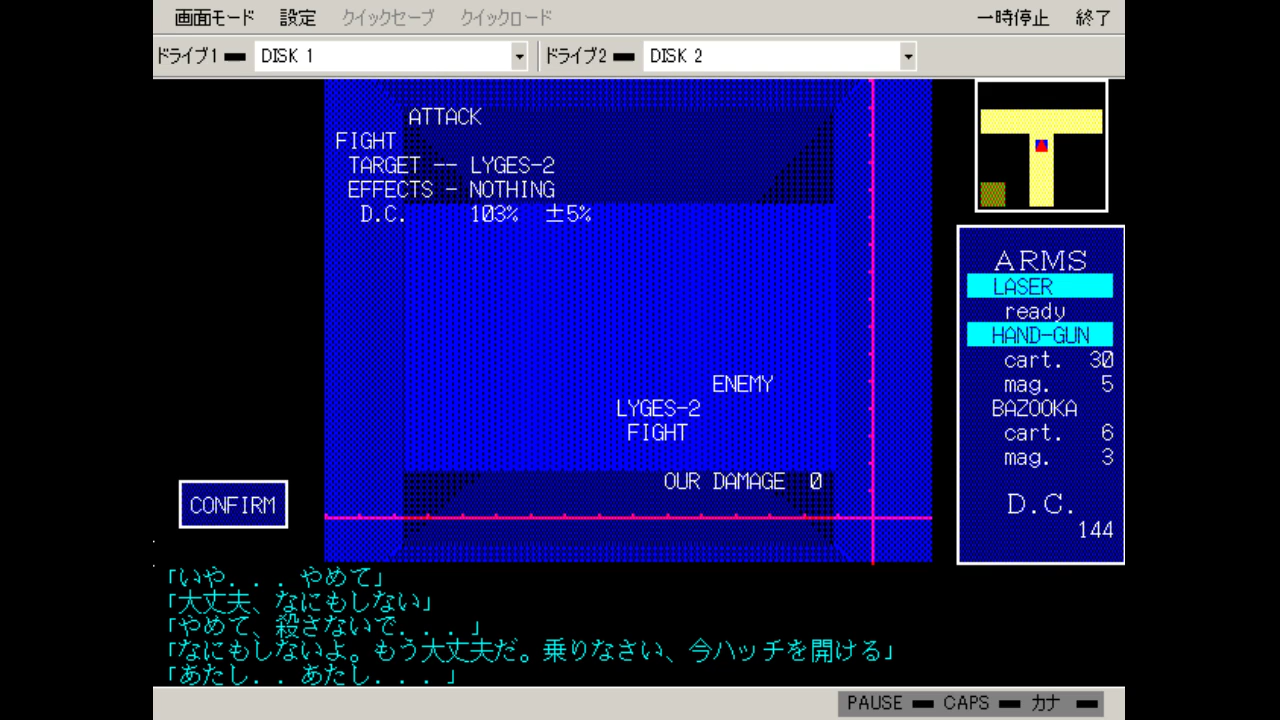 画面モード 設定 クイックセーブ クイックロード 一時停止 終了
ドライブ1 DISK 1 ドライブ2 DISK 2
ATTACK
FIGHT
TARGET -- LYGES-2
EFFECTS - NOTHING
D.C. 103% ±5%
ENEMY
LYGES-2
FIGHT
OUR DAMAGE 0
CONFIRM
ARMS
LASER
ready
HAND-GUN
cart. 30
mag. 5
BAZOOKA
cart. 6
mag. 3
D.C.
144
「いや．．．やめて」
「大丈夫、なにもしない」
「やめて、殺さないで．．．」
「なにもしないよ。もう大丈夫だ。乗りなさい、今ハッチを開ける」
「あたし．．あたし．．．」
PAUSE CAPS カナ